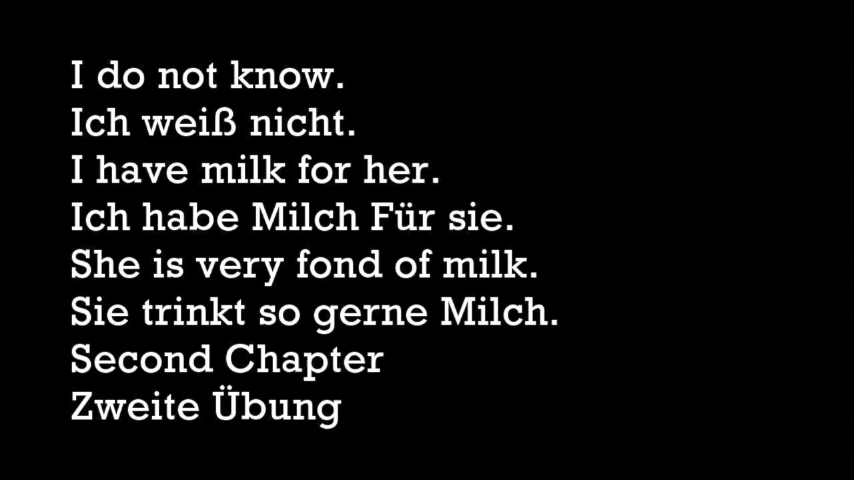 I do not know.
Ich weiß nicht.
I have milk for her.
Ich habe Milch Für sie.
She is very fond of milk.
Sie trinkt so gerne Milch.
Second Chapter
Zweite Übung